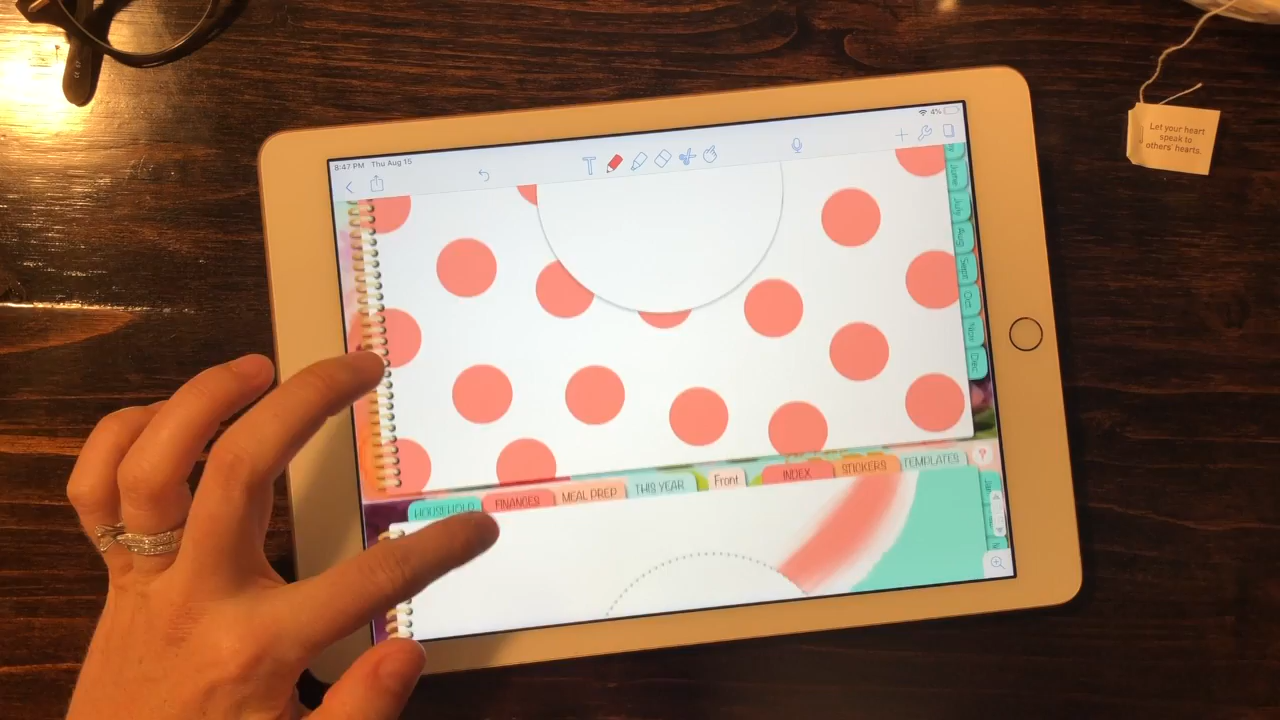 8:47 PM Thu Aug 15
4%
T
June
July
Aug
Sept
Oct
Nov
Dec
HOUSEHOLD
FINANCES
MEAL PREP
THIS YEAR
Front
INDEX
STICKERS
TEMPLATES
?
Let your heart
speak to
others' hearts.